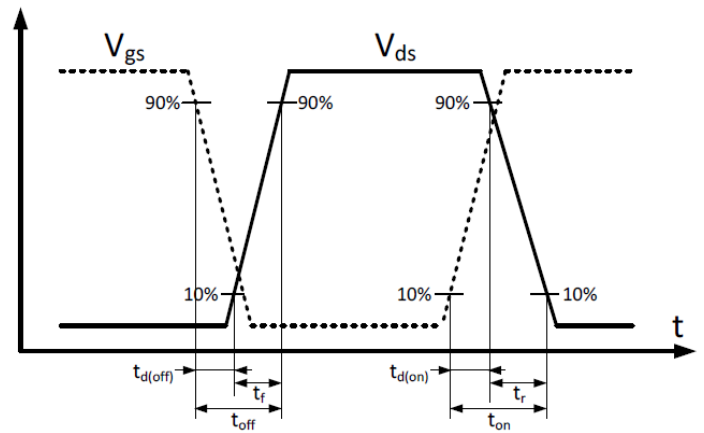 Vgs
Vds
90%
90%
90%
10%
10%
10%
t
td(off)
tf
toff
td(on)
tr
ton